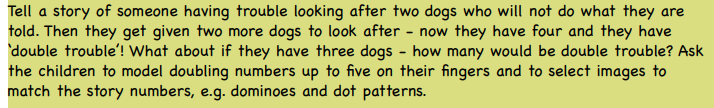 Tell a story of someone having trouble looking after two dogs who will not do what they are
told. Then they get given two more dogs to look after – now they have four and they have
‘double trouble’! What about if they have three dogs – how many would be double trouble? Ask
the children to model doubling numbers up to five on their fingers and to select images to
match the story numbers, e.g. dominoes and dot patterns.